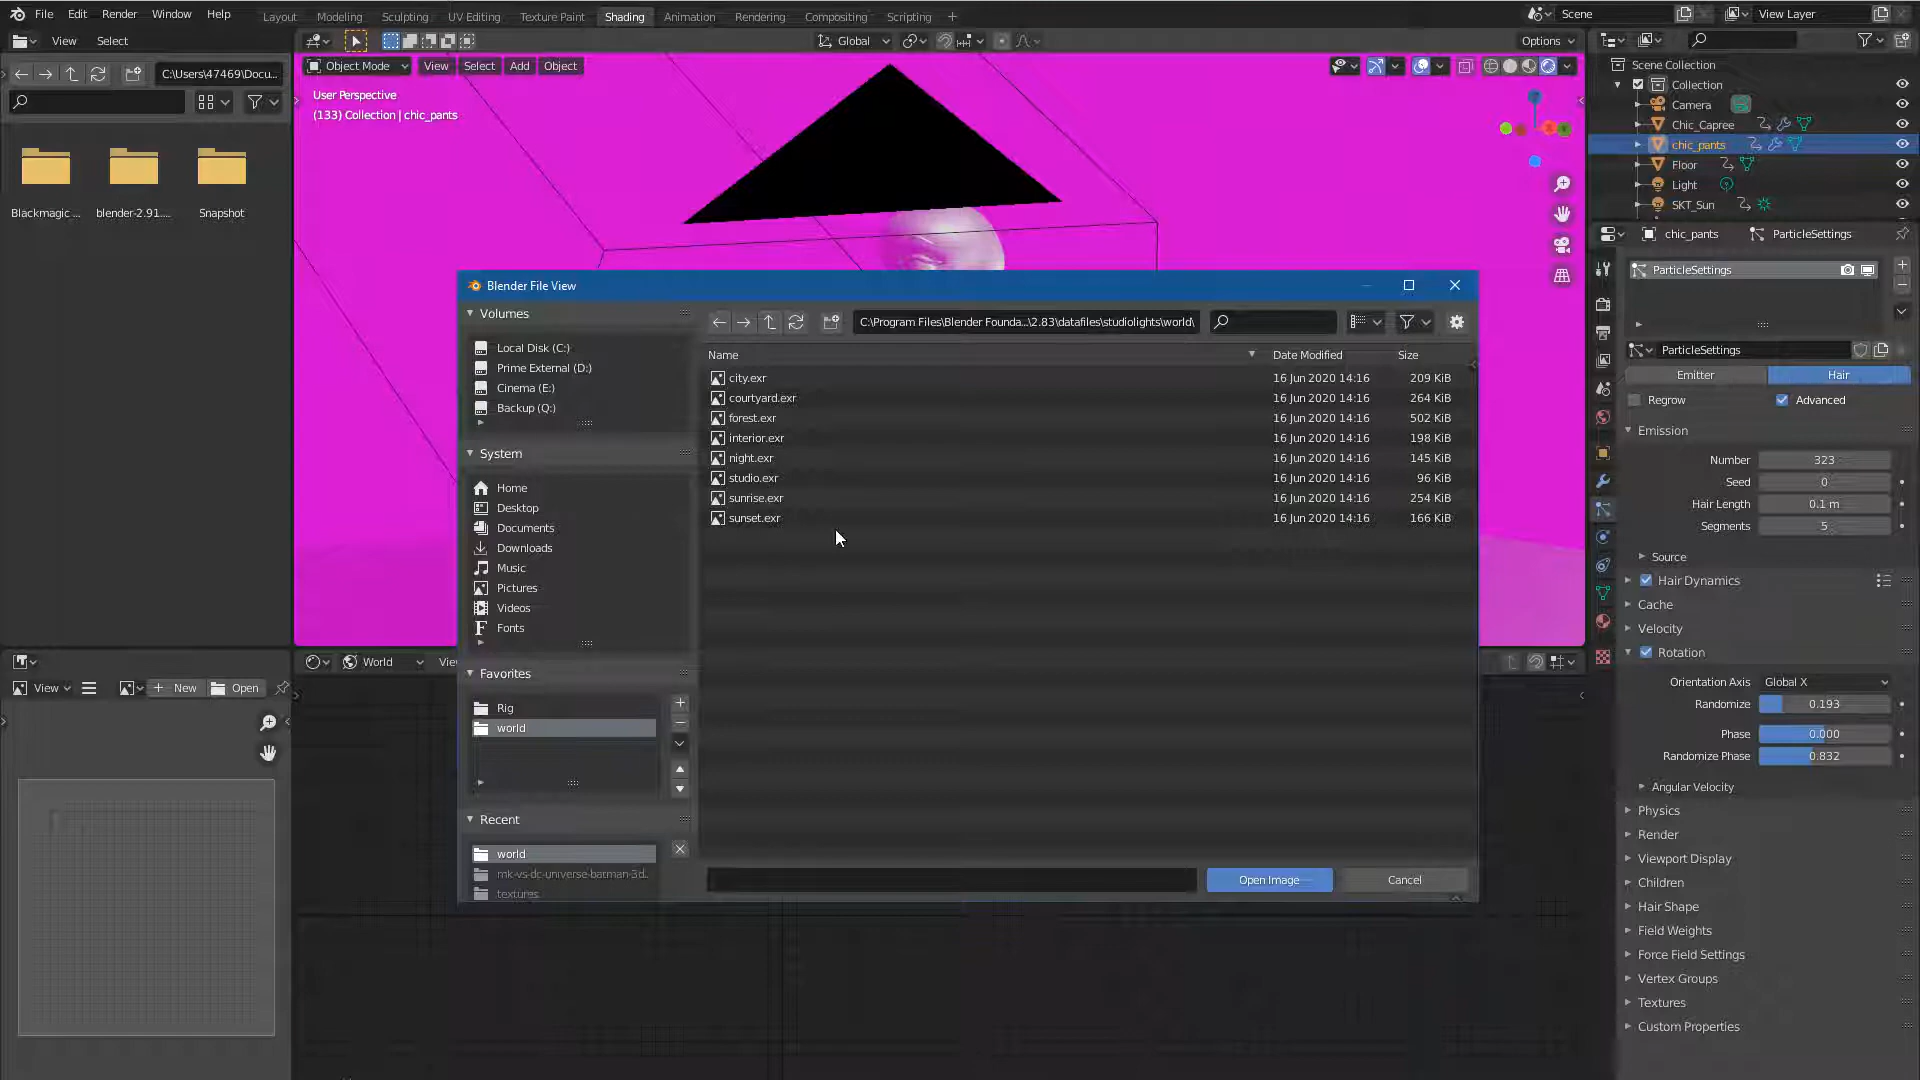 File Edit Render Window Help Layout Modeling Sculpting UV Editing Texture Paint Shading Animation Rendering Compositing Scripting + Scene View Layer
View Select Global Options
C:\Users\47469\Docu... Object Mode View Select Add Object
User Perspective
(133) Collection | chic_pants
Blackmagic ... blender-2.91.... Snapshot
Scene Collection
Collection
Camera
Chic_Capree
chic_pants
Floor
Light
SKT_Sun
chic_pants ParticleSettings
ParticleSettings
ParticleSettings
Emitter Hair
Regrow Advanced
Emission
Number 323
Seed 0
Hair Length 0.1 m
Segments 5
Source
Hair Dynamics
Cache
Velocity
Rotation
Orientation Axis Global X
Randomize 0.193
Phase 0.000
Randomize Phase 0.832
Angular Velocity
Physics
Render
Viewport Display
Children
Hair Shape
Field Weights
Force Field Settings
Vertex Groups
Textures
Custom Properties
Blender File View
Volumes
Local Disk (C:)
Prime External (D:)
Cinema (E:)
Backup (Q:)
System
Home
Desktop
Documents
Downloads
Music
Pictures
Videos
Fonts
Favorites
Rig
world
Recent
world
mk-vs-dc-universe-batman-3d..
textures
C:\Program Files\Blender Founda...\2.83\datafiles\studiolights\world\
Name Date Modified Size
city.exr 16 Jun 2020 14:16 209 KiB
courtyard.exr 16 Jun 2020 14:16 264 KiB
forest.exr 16 Jun 2020 14:16 502 KiB
interior.exr 16 Jun 2020 14:16 198 KiB
night.exr 16 Jun 2020 14:16 145 KiB
studio.exr 16 Jun 2020 14:16 96 KiB
sunrise.exr 16 Jun 2020 14:16 254 KiB
sunset.exr 16 Jun 2020 14:16 166 KiB
Open Image Cancel
World Vie
View New Open